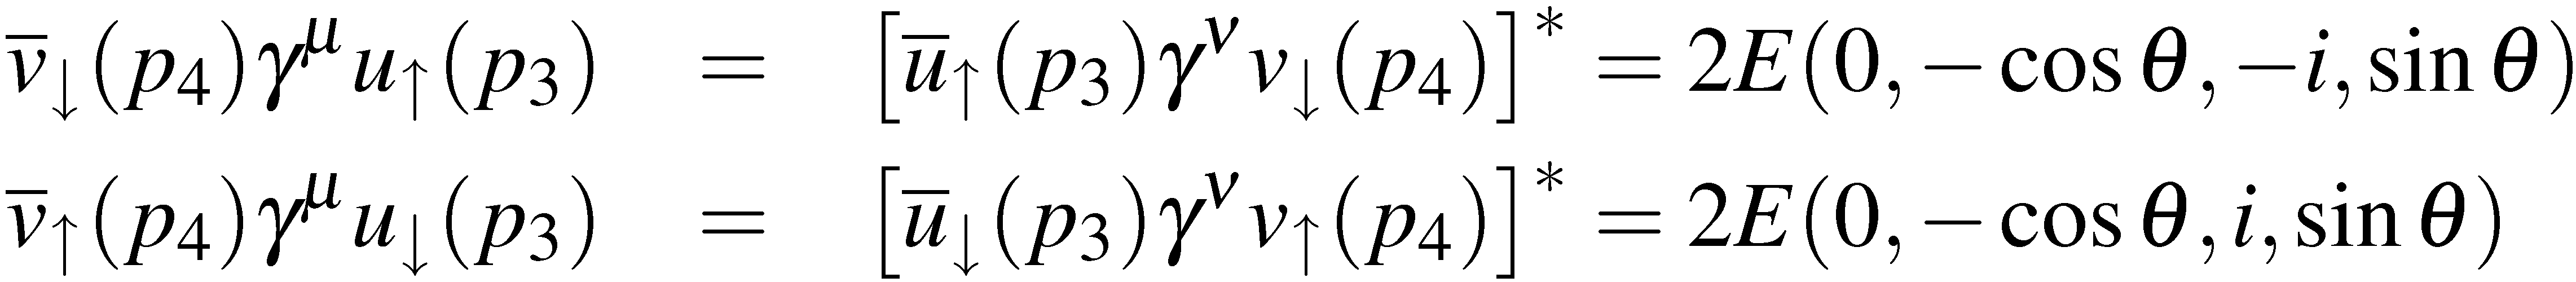 v̅↓(p₄)γ^μ u↑(p₃) = [u̅↑(p₃)γ^ν v↓(p₄)]* = 2E(0, −cos θ, −i, sin θ)
v̅↑(p₄)γ^μ u↓(p₃) = [u̅↓(p₃)γ^ν v↑(p₄)]* = 2E(0, −cos θ, i, sin θ)